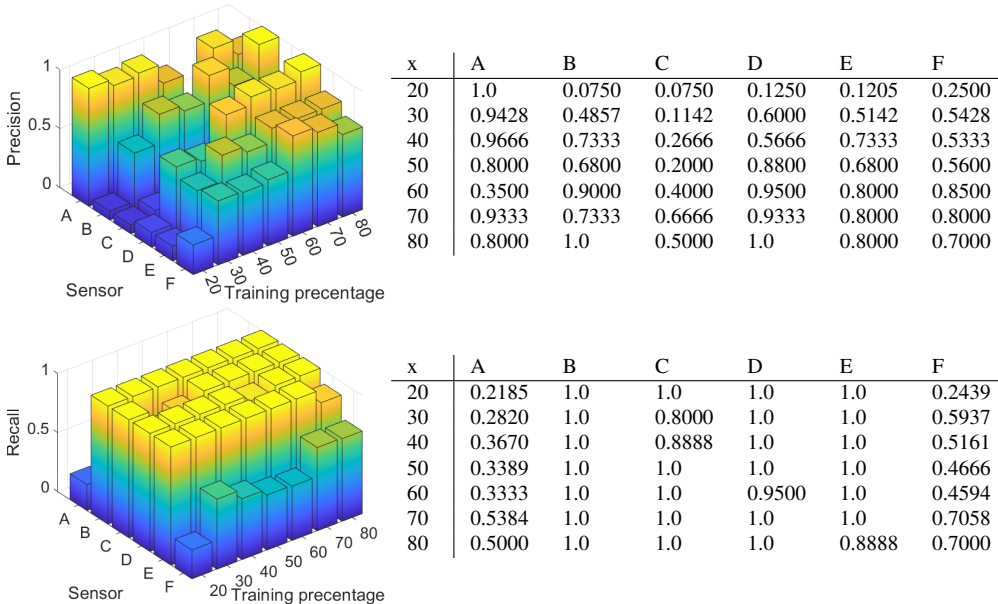 1
0.5
0
Precision
A
B
C
D
E
F
Sensor
20
30
40
50
60
70
80
Training precentage
x A B C D E F
20 1.0 0.0750 0.0750 0.1250 0.1205 0.2500
30 0.9428 0.4857 0.1142 0.6000 0.5142 0.5428
40 0.9666 0.7333 0.2666 0.5666 0.7333 0.5333
50 0.8000 0.6800 0.2000 0.8800 0.6800 0.5600
60 0.3500 0.9000 0.4000 0.9500 0.8000 0.8500
70 0.9333 0.7333 0.6666 0.9333 0.8000 0.8000
80 0.8000 1.0 0.5000 1.0 0.8000 0.7000
1
0.5
0
Recall
A
B
C
D
E
F
Sensor
20
30
40
50
60
70
80
Training precentage
x A B C D E F
20 0.2185 1.0 1.0 1.0 1.0 0.2439
30 0.2820 1.0 0.8000 1.0 1.0 0.5937
40 0.3670 1.0 0.8888 1.0 1.0 0.5161
50 0.3389 1.0 1.0 1.0 1.0 0.4666
60 0.3333 1.0 1.0 0.9500 1.0 0.4594
70 0.5384 1.0 1.0 1.0 1.0 0.7058
80 0.5000 1.0 1.0 1.0 0.8888 0.7000